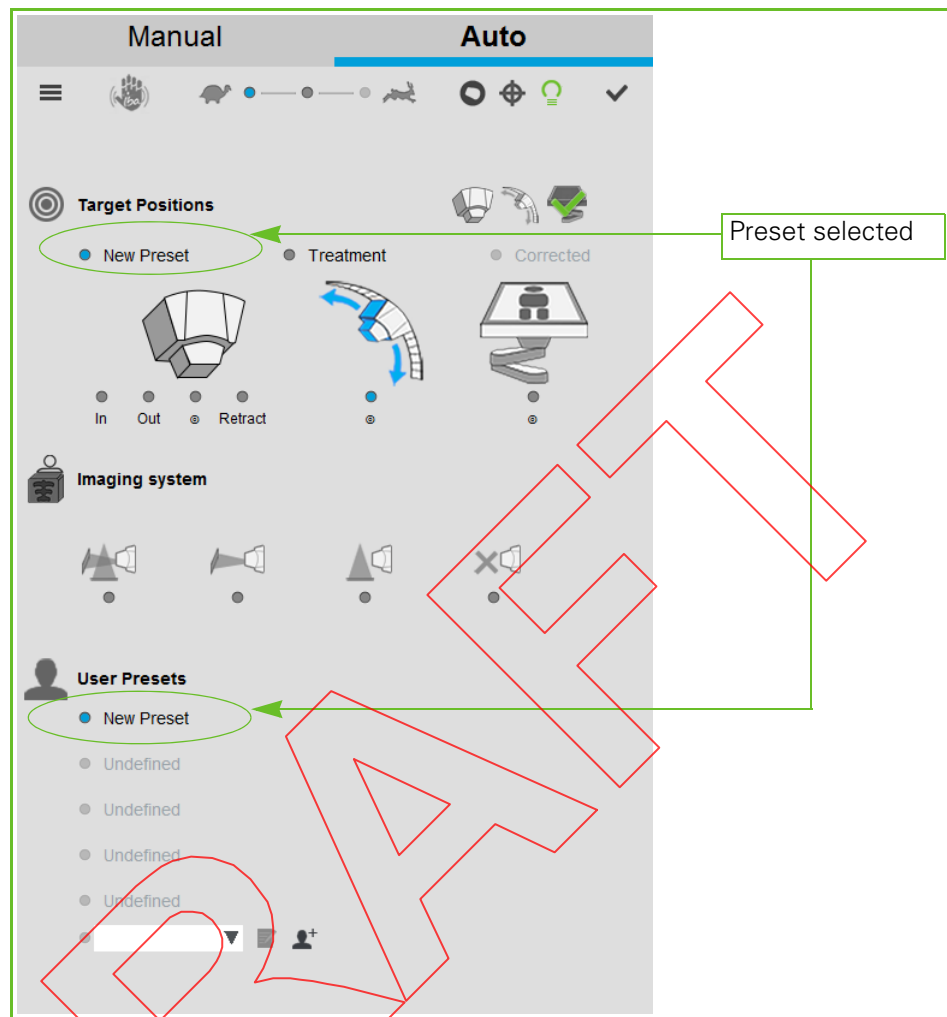 Manual Auto
iba
Target Positions
New Preset Treatment Corrected
Preset selected
In Out Retract
Imaging system
User Presets
New Preset
Undefined
Undefined
Undefined
Undefined
DRAFT